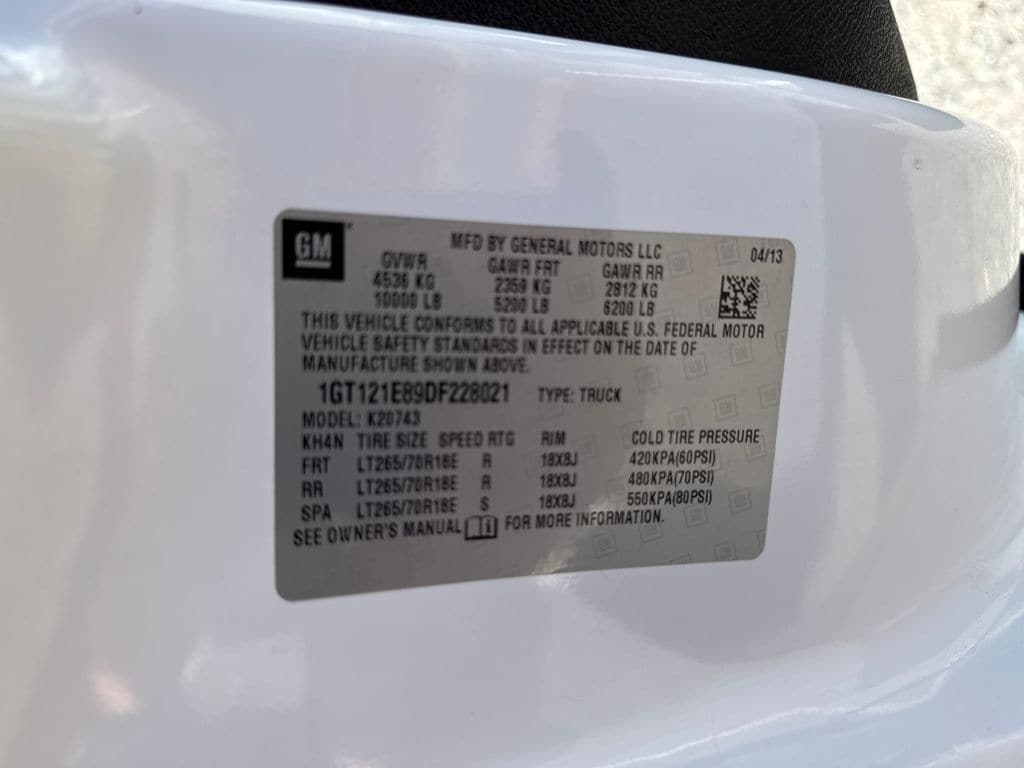 GM
MFD BY GENERAL MOTORS LLC
04/13
GVWR GAWR FRT GAWR RR
4536 KG 2359 KG 2812 KG
10000 LB 5200 LB 6200 LB
THIS VEHICLE CONFORMS TO ALL APPLICABLE U.S. FEDERAL MOTOR
VEHICLE SAFETY STANDARDS IN EFFECT ON THE DATE OF
MANUFACTURE SHOWN ABOVE.
1GT121E89DF228021 TYPE: TRUCK
MODEL: K20743
KH4N TIRE SIZE SPEED RTG RIM COLD TIRE PRESSURE
FRT LT265/70R18E R 18X8J 420KPA(60PSI)
RR LT265/70R18E R 18X8J 480KPA(70PSI)
SPA LT265/70R18E S 18X8J 550KPA(80PSI)
SEE OWNER'S MANUAL FOR MORE INFORMATION.